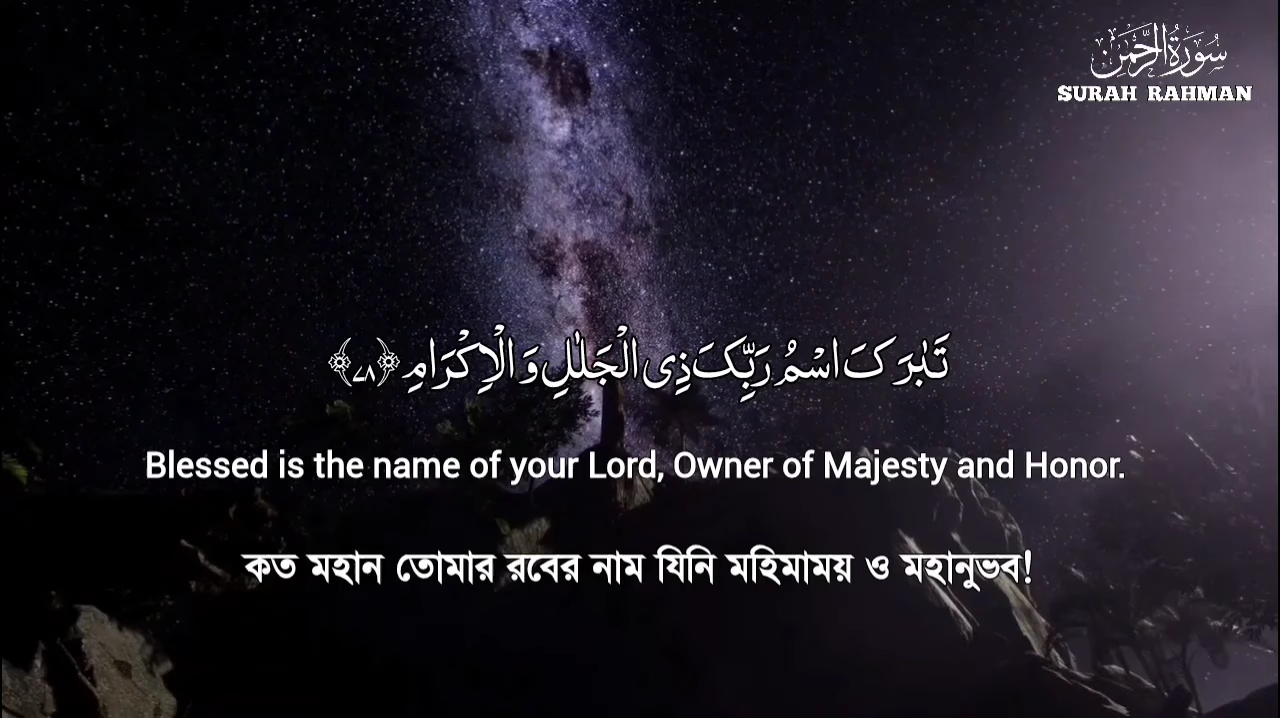 سُورَةُ الرَّحْمٰن
SURAH RAHMAN
تَبٰرَكَ اسْمُ رَبِّكَ ذِی الْجَلٰلِ وَ الْاِكْرَامِ ﴿۷۸﴾
Blessed is the name of your Lord, Owner of Majesty and Honor.
কত মহান তোমার রবের নাম যিনি মহিমাময় ও মহানুভব!